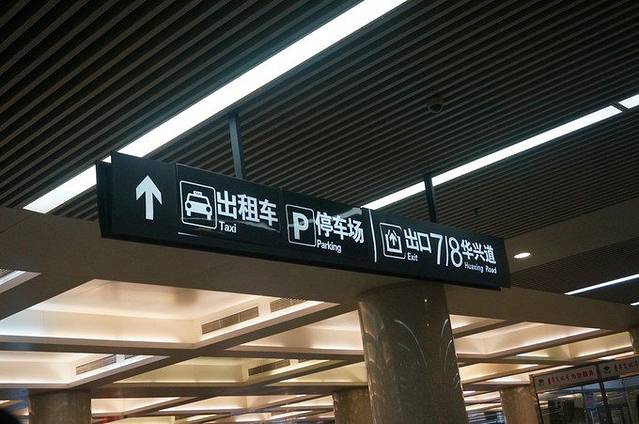 出租车
Taxi
P 停车场
Parking
出口 7/8 华兴道
Exit Huaxing Road